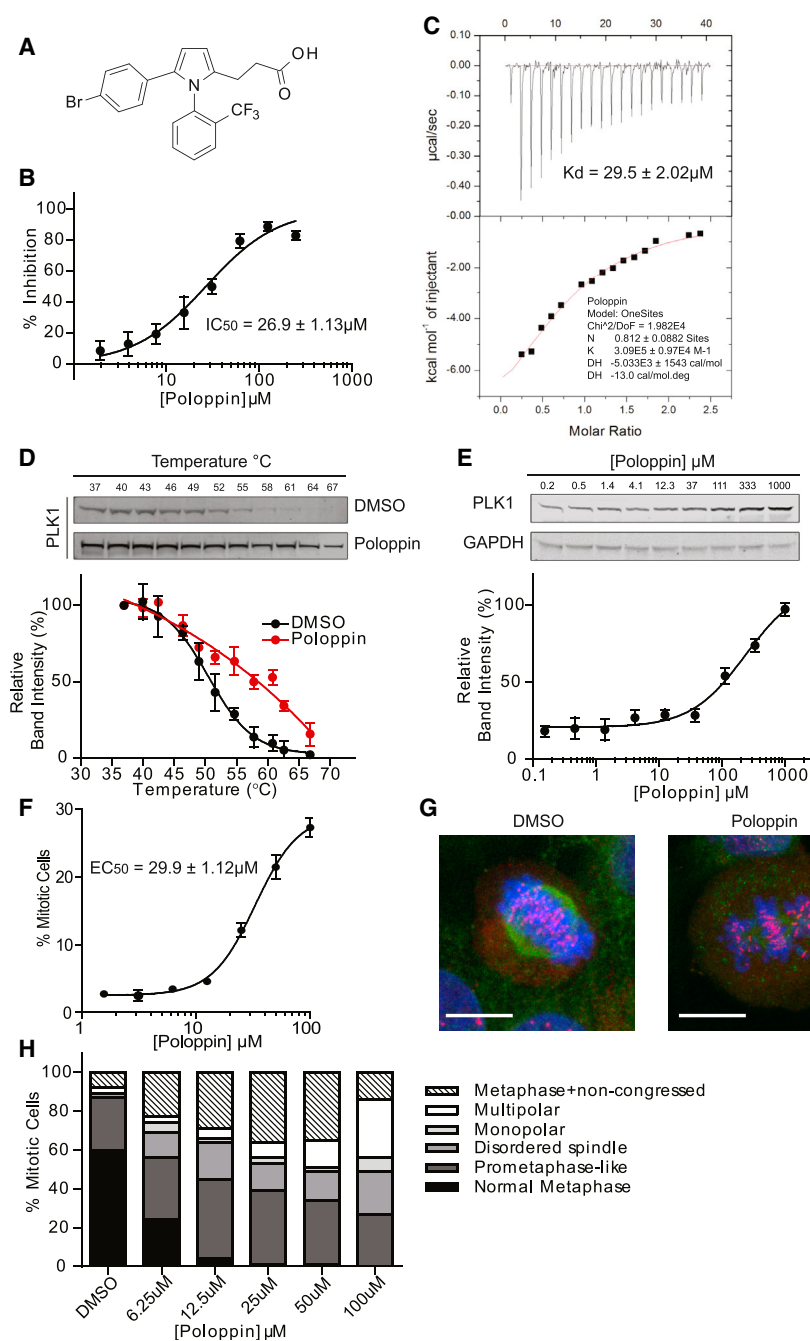 A
Br
N
CF3
O
OH
B
% Inhibition
100
80
60
40
20
0
IC50 = 26.9 ± 1.13µM
10
100
1000
[Poloppin]µM
C
0
10
20
30
40
0.10
0.00
-0.10
-0.20
-0.30
-0.40
-0.00
µcal/sec
Kd = 29.5 ± 2.02µM
-2.00
-4.00
-6.00
kcal mol-1 of injectant
Poloppin
Model: OneSites
Chi^2/DoF = 1.982E4
N 0.812 ± 0.0882 Sites
K 3.09E5 ± 0.97E4 M-1
DH -5.033E3 ± 1543 cal/mol
DH -13.0 cal/mol.deg
0.0
0.5
1.0
1.5
2.0
2.5
Molar Ratio
D
Temperature °C
37 40 43 46 49 52 55 58 61 64 67
PLK1
DMSO
Poloppin
Relative
Band Intensity (%)
100
50
0
DMSO
Poloppin
30 35 40 45 50 55 60 65 70
Temperature (°C)
E
[Poloppin] µM
0.2 0.5 1.4 4.1 12.3 37 111 333 1000
PLK1
GAPDH
Relative
Band Intensity (%)
100
50
0
0.1 1 10 100 1000
[Poloppin] µM
F
% Mitotic Cells
30
20
10
0
EC50 = 29.9 ± 1.12µM
1 10 100
[Poloppin] µM
G
DMSO
Poloppin
H
% Mitotic Cells
100
80
60
40
20
0
DMSO
6.25uM
12.5uM
25uM
50uM
100uM
[Poloppin] µM
Metaphase+non-congressed
Multipolar
Monopolar
Disordered spindle
Prometaphase-like
Normal Metaphase